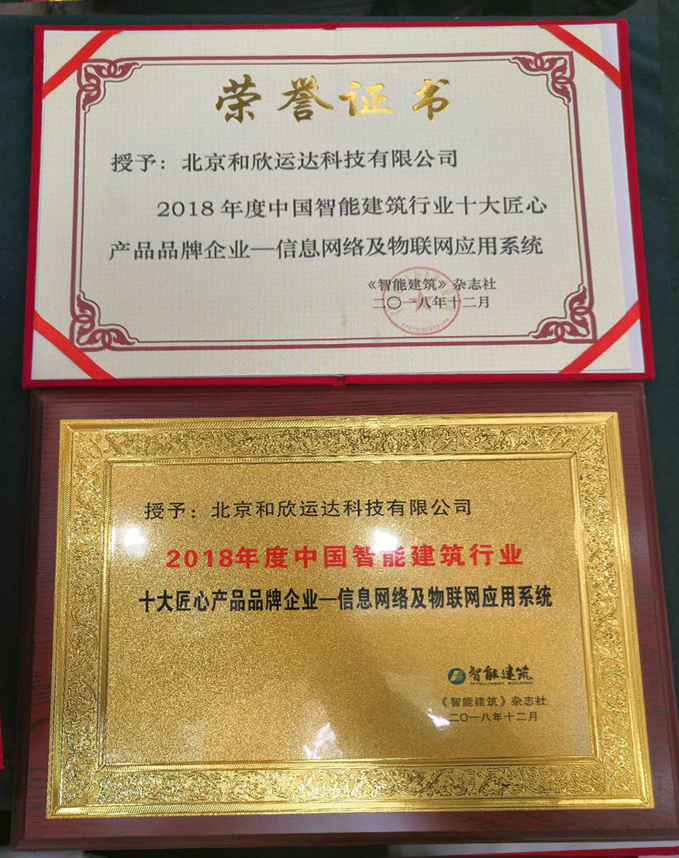 荣誉证书
授予：北京和欣运达科技有限公司
2018年度中国智能建筑行业十大匠心
产品品牌企业—信息网络及物联网应用系统
《智能建筑》杂志社
二〇一八年十二月
授予：北京和欣运达科技有限公司
2018年度中国智能建筑行业
十大匠心产品品牌企业—信息网络及物联网应用系统
智能建筑
INTELLIGENT BUILDING
《智能建筑》杂志社
二〇一八年十二月